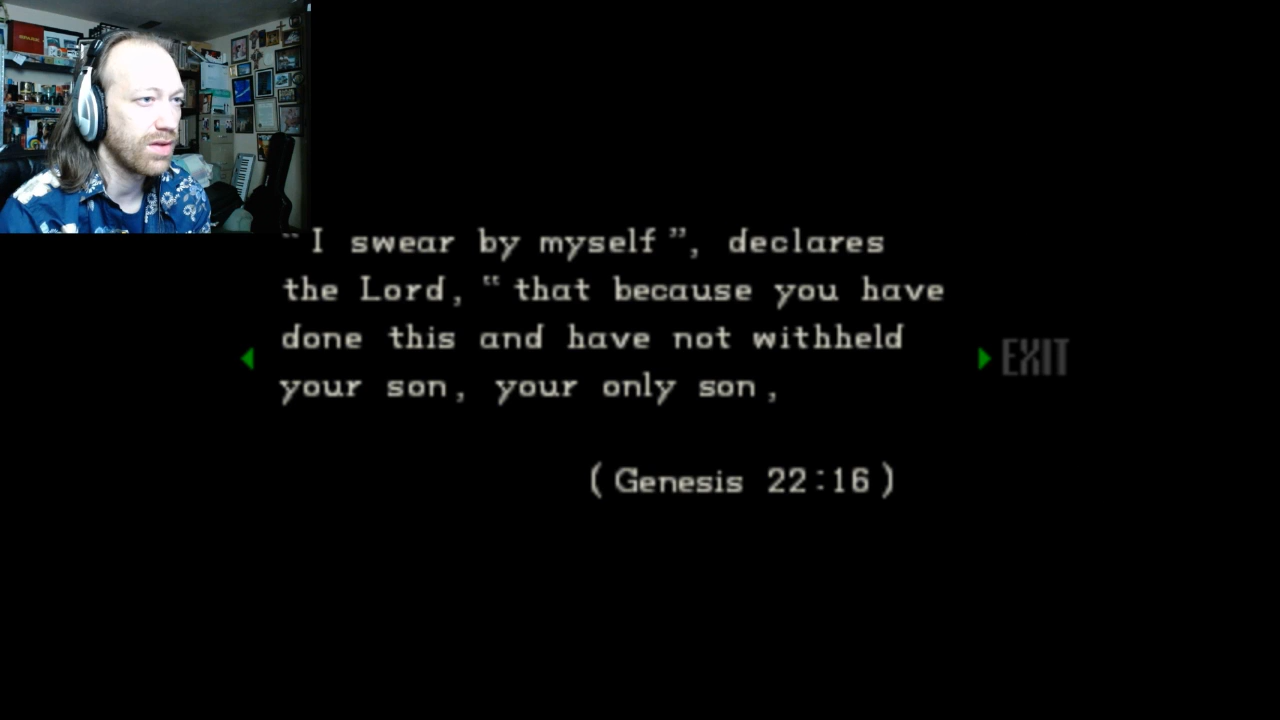 “I swear by myself”, declares
the Lord, “that because you have
done this and have not withheld
your son, your only son,
EXIT
(Genesis 22:16)